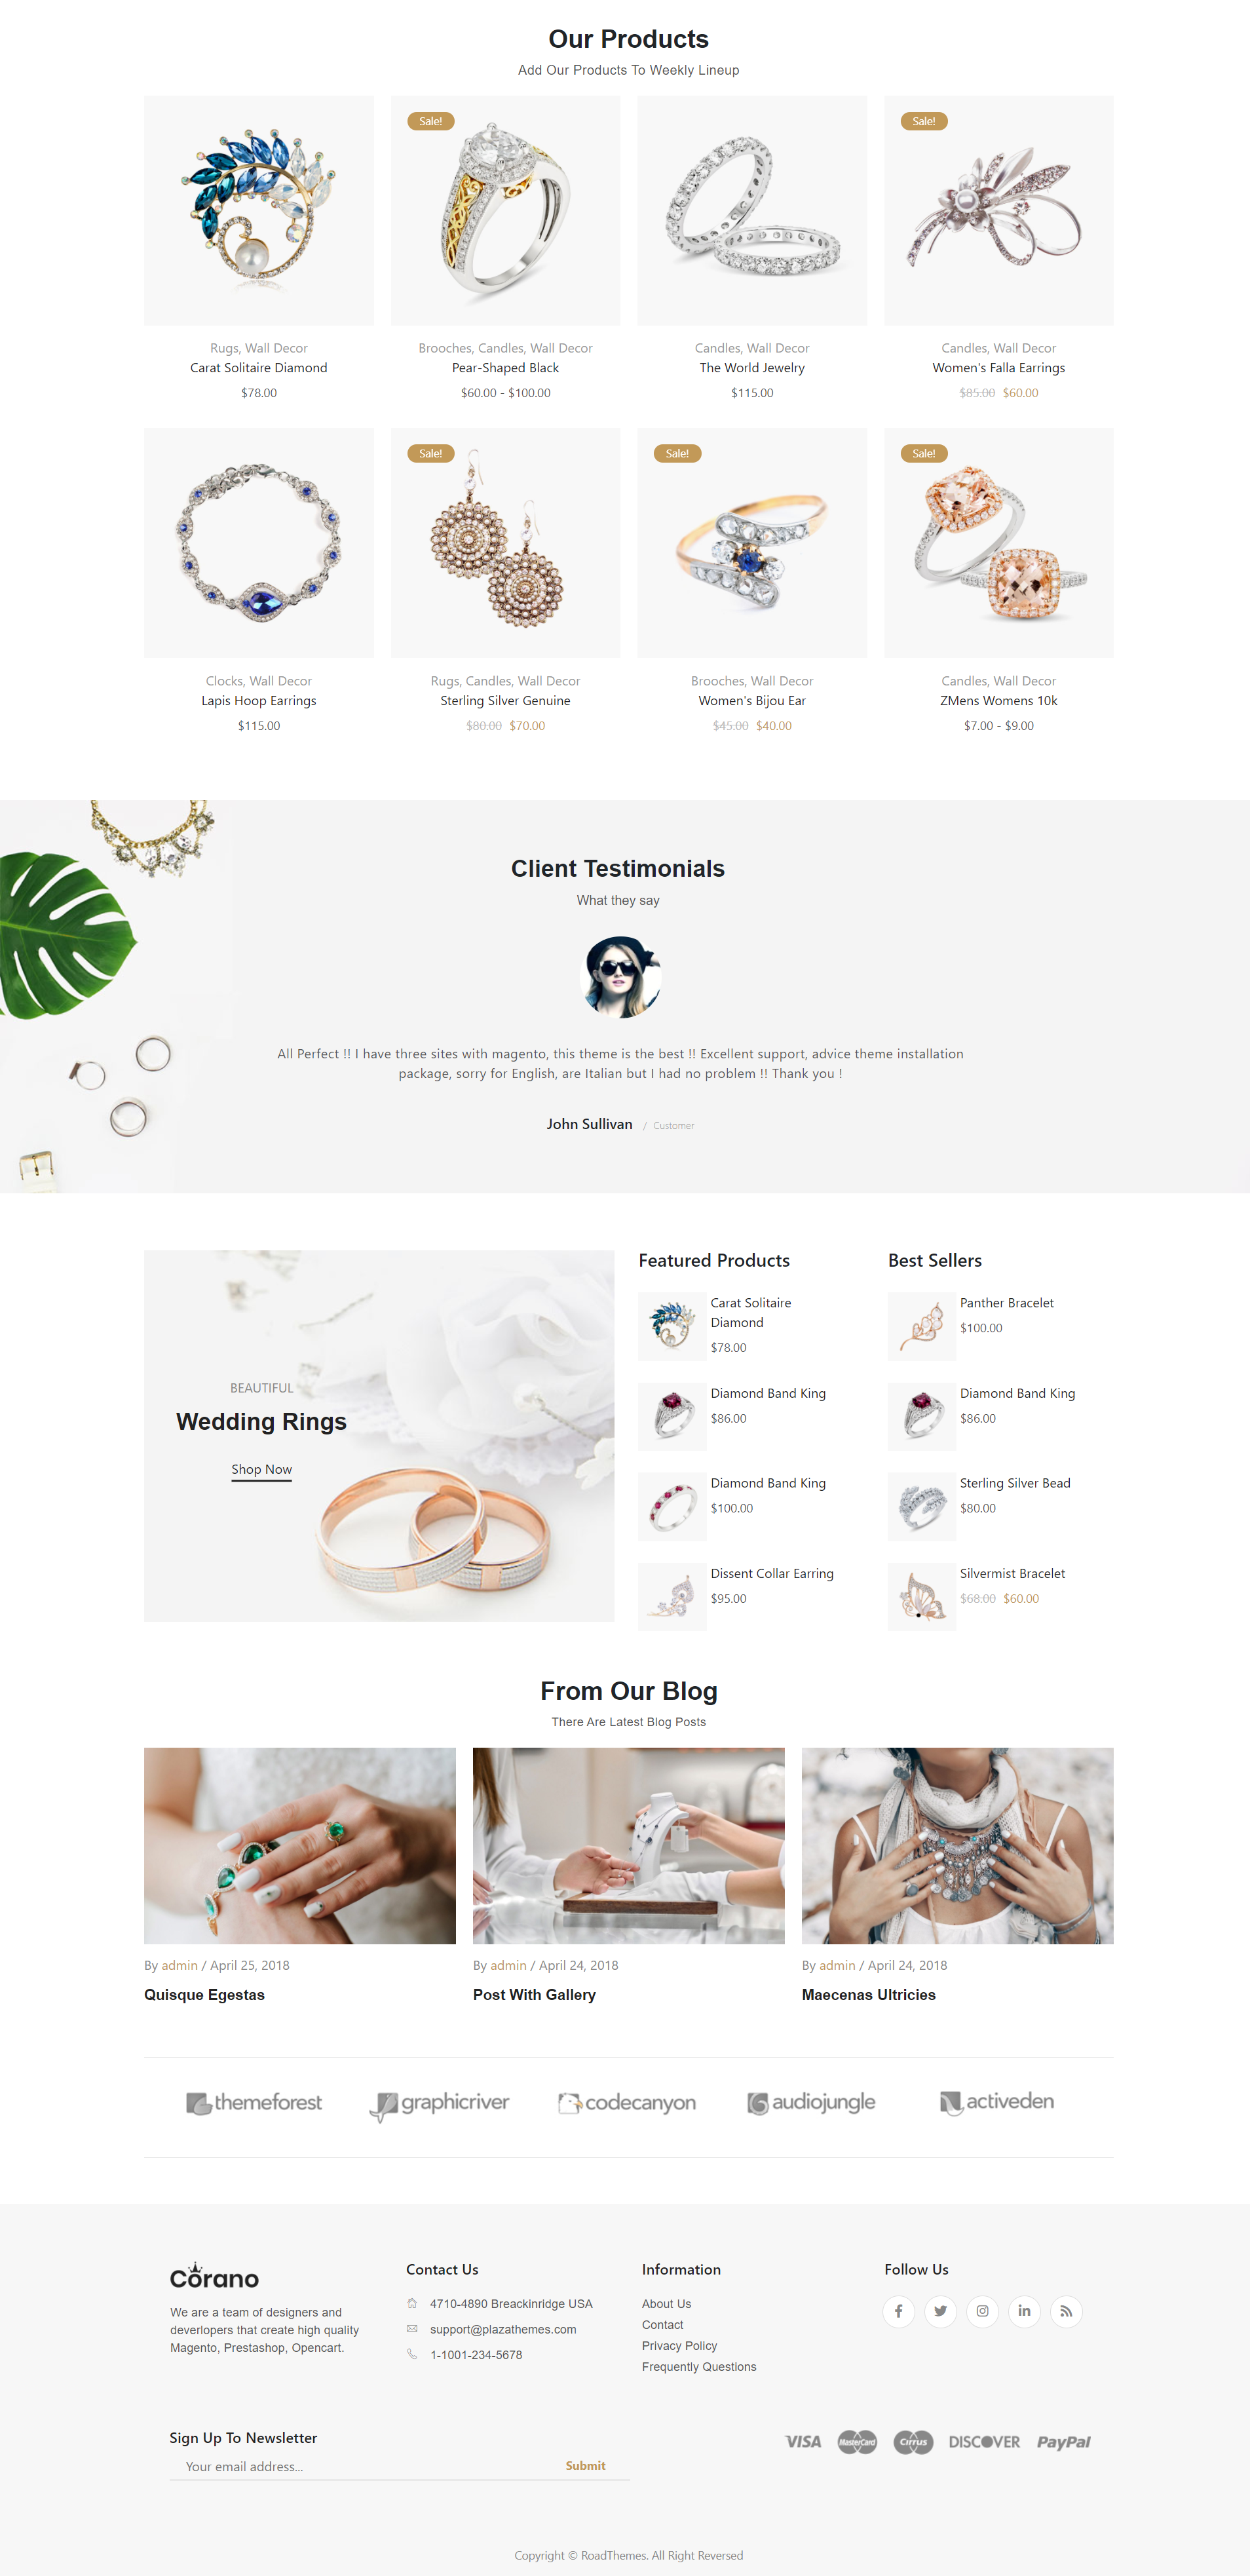 Our Products
Add Our Products To Weekly Lineup
Sale!
Sale!
Rugs, Wall Decor
Carat Solitaire Diamond
$78.00
Brooches, Candles, Wall Decor
Pear-Shaped Black
$60.00 - $100.00
Candles, Wall Decor
The World Jewelry
$115.00
Candles, Wall Decor
Women's Falla Earrings
$85.00 $60.00
Sale!
Sale!
Sale!
Clocks, Wall Decor
Lapis Hoop Earrings
$115.00
Rugs, Candles, Wall Decor
Sterling Silver Genuine
$80.00 $70.00
Brooches, Wall Decor
Women's Bijou Ear
$45.00 $40.00
Candles, Wall Decor
ZMens Womens 10k
$7.00 - $9.00
Client Testimonials
What they say
All Perfect !! I have three sites with magento, this theme is the best !! Excellent support, advice theme installation
package, sorry for English, are Italian but I had no problem !! Thank you !
John Sullivan / Customer
BEAUTIFUL
Wedding Rings
Shop Now
Featured Products
Carat Solitaire
Diamond
$78.00
Diamond Band King
$86.00
Diamond Band King
$100.00
Dissent Collar Earring
$95.00
Best Sellers
Panther Bracelet
$100.00
Diamond Band King
$86.00
Sterling Silver Bead
$80.00
Silvermist Bracelet
$68.00 $60.00
From Our Blog
There Are Latest Blog Posts
By admin / April 25, 2018
Quisque Egestas
By admin / April 24, 2018
Post With Gallery
By admin / April 24, 2018
Maecenas Ultricies
themeforest
graphicriver
codecanyon
audiojungle
activeden
Corano
We are a team of designers and
deverlopers that create high quality
Magento, Prestashop, Opencart.
Contact Us
4710-4890 Breackinridge USA
support@plazathemes.com
1-1001-234-5678
Information
About Us
Contact
Privacy Policy
Frequently Questions
Follow Us
Sign Up To Newsletter
Your email address...
Submit
VISA
MasterCard
Cirrus
DISCOVER
PayPal
Copyright © RoadThemes. All Right Reversed